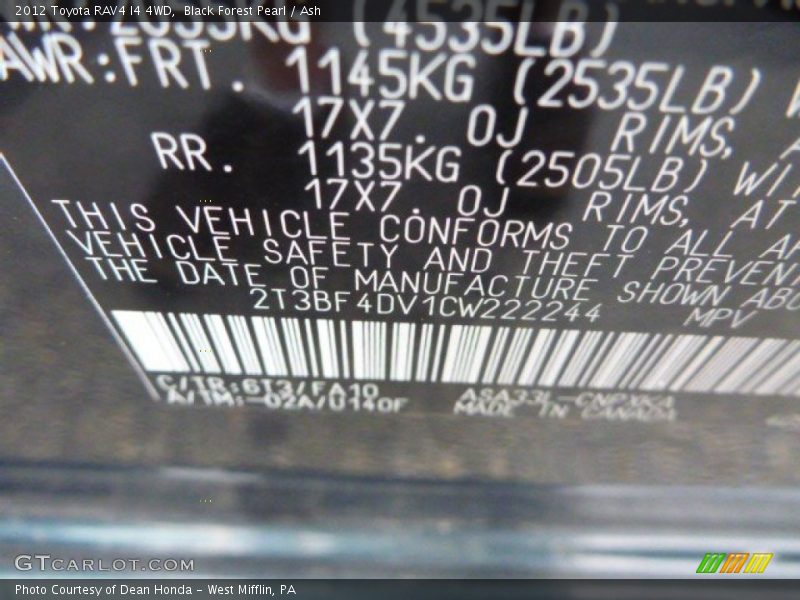 2012 Toyota RAV4 I4 4WD, Black Forest Pearl / Ash
(4535LB)
FRT. 1145KG (2535LB)
17X7. 0J RIMS,
RR. 1135KG (2505LB)
17X7. 0J RIMS, AT
THIS VEHICLE CONFORMS TO ALL
VEHICLE SAFETY AND THEFT
THE DATE OF MANUFACTURE SHOWN
2T3BF4DV1CW222244 MPV
C/TR:6T3/FA10 ASA33L-CNPXKA
A/TM:-02A/U140F MADE IN CANADA
GTCARLOT.COM
Photo Courtesy of Dean Honda - West Mifflin, PA